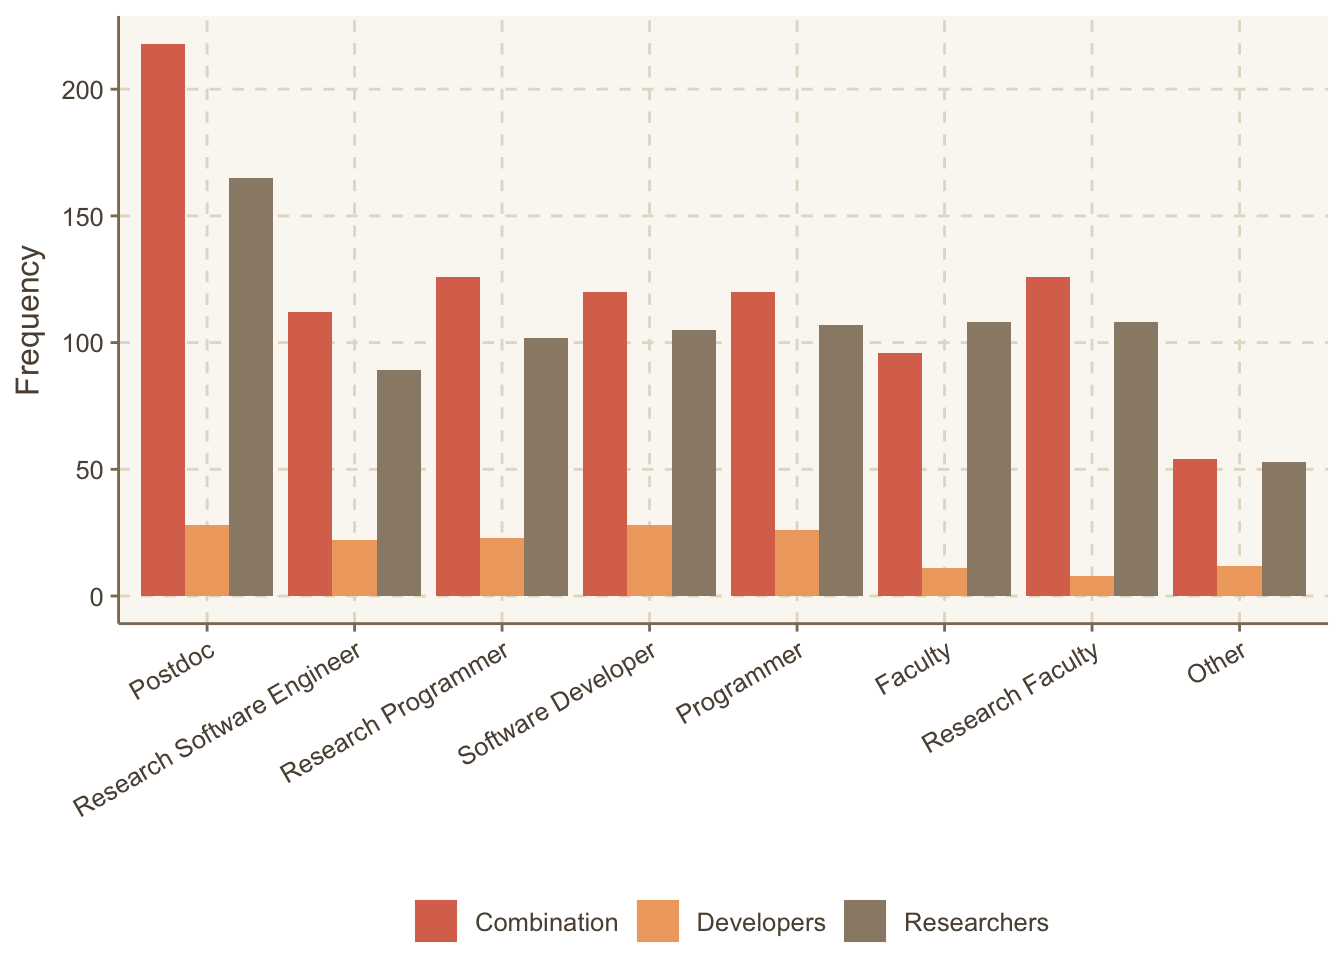 Frequency
200
150
100
50
0
Postdoc
Research Software Engineer
Research Programmer
Software Developer
Programmer
Faculty
Research Faculty
Other
Combination
Developers
Researchers